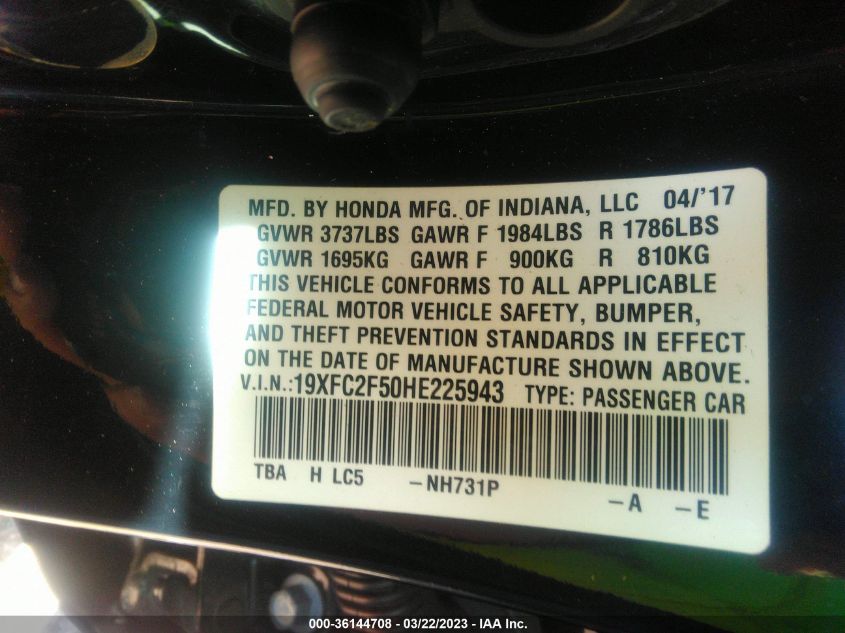 MFD. BY HONDA MFG. OF INDIANA, LLC 04/'17
GVWR 3737LBS GAWR F 1984LBS R 1786LBS
GVWR 1695KG GAWR F 900KG R 810KG
THIS VEHICLE CONFORMS TO ALL APPLICABLE
FEDERAL MOTOR VEHICLE SAFETY, BUMPER,
AND THEFT PREVENTION STANDARDS IN EFFECT
ON THE DATE OF MANUFACTURE SHOWN ABOVE.
V.I.N.:19XFC2F50HE225943 TYPE: PASSENGER CAR
TBA H LC5 -NH731P -A -E
000-36144708 - 03/22/2023 - IAA Inc.